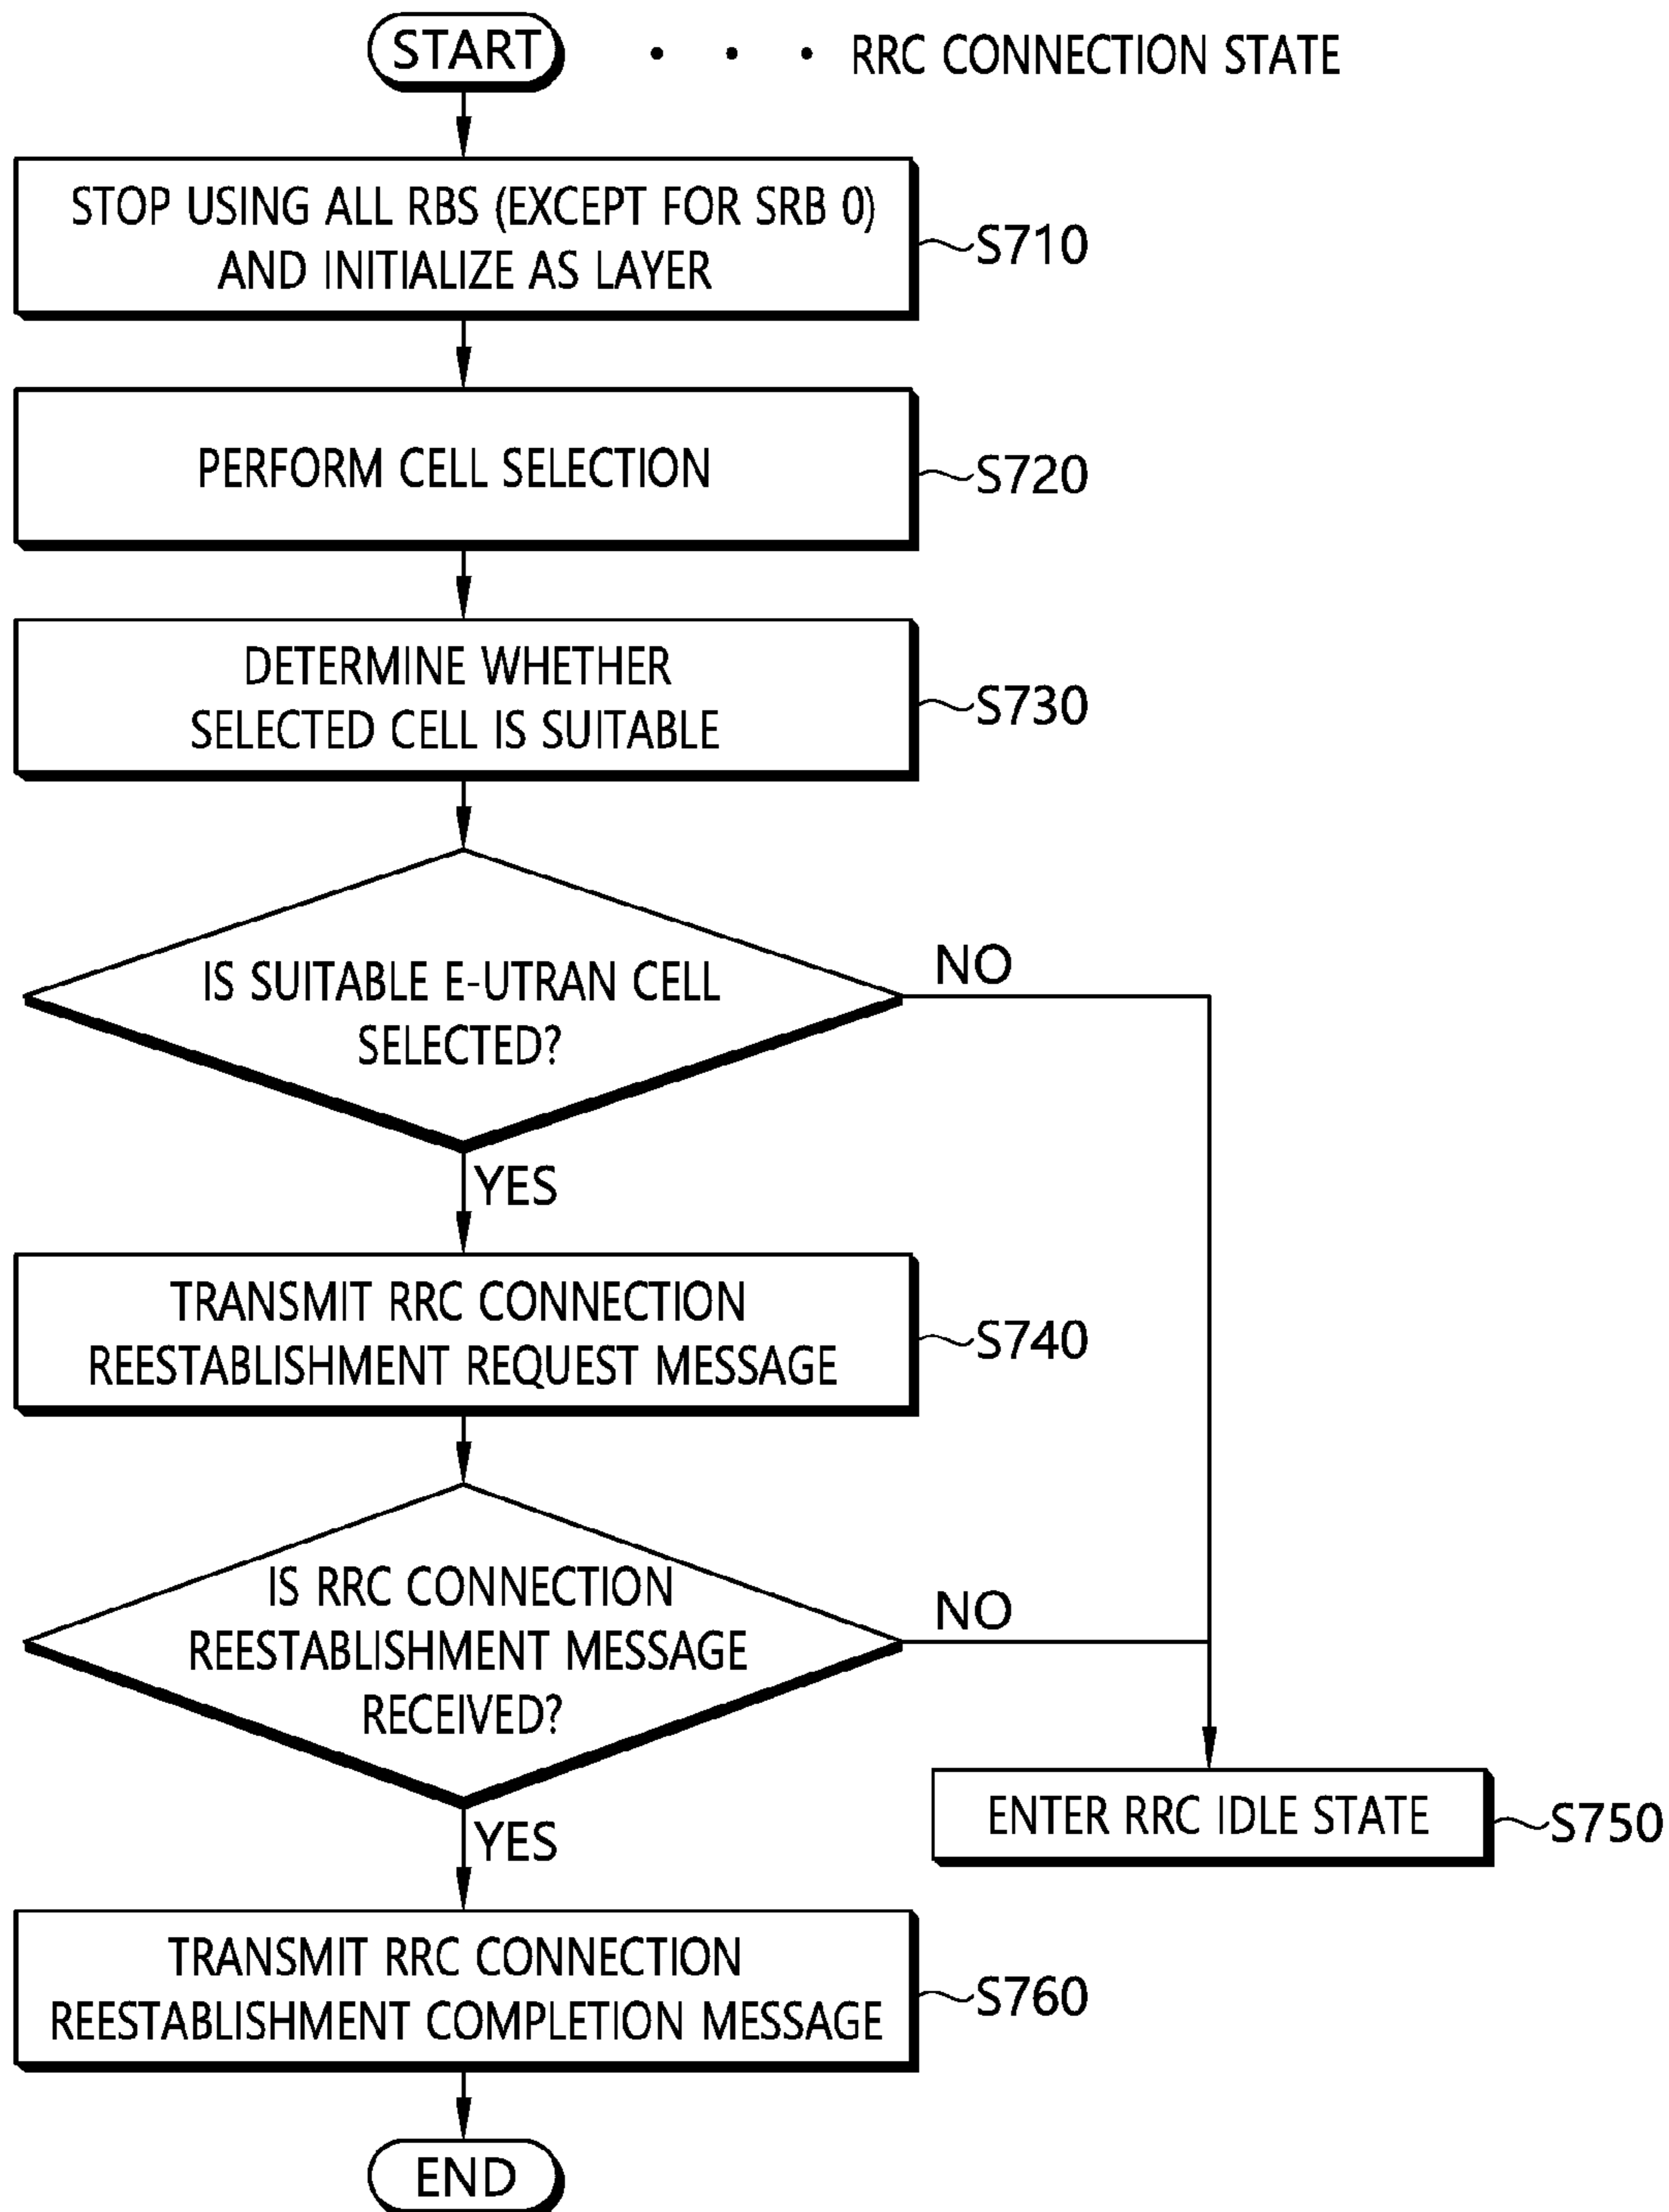 START
• • • RRC CONNECTION STATE
STOP USING ALL RBS (EXCEPT FOR SRB 0)
AND INITIALIZE AS LAYER
S710
PERFORM CELL SELECTION
S720
DETERMINE WHETHER
SELECTED CELL IS SUITABLE
S730
IS SUITABLE E-UTRAN CELL
SELECTED?
NO
YES
TRANSMIT RRC CONNECTION
REESTABLISHMENT REQUEST MESSAGE
S740
IS RRC CONNECTION
REESTABLISHMENT MESSAGE
RECEIVED?
NO
YES
ENTER RRC IDLE STATE
S750
TRANSMIT RRC CONNECTION
REESTABLISHMENT COMPLETION MESSAGE
S760
END